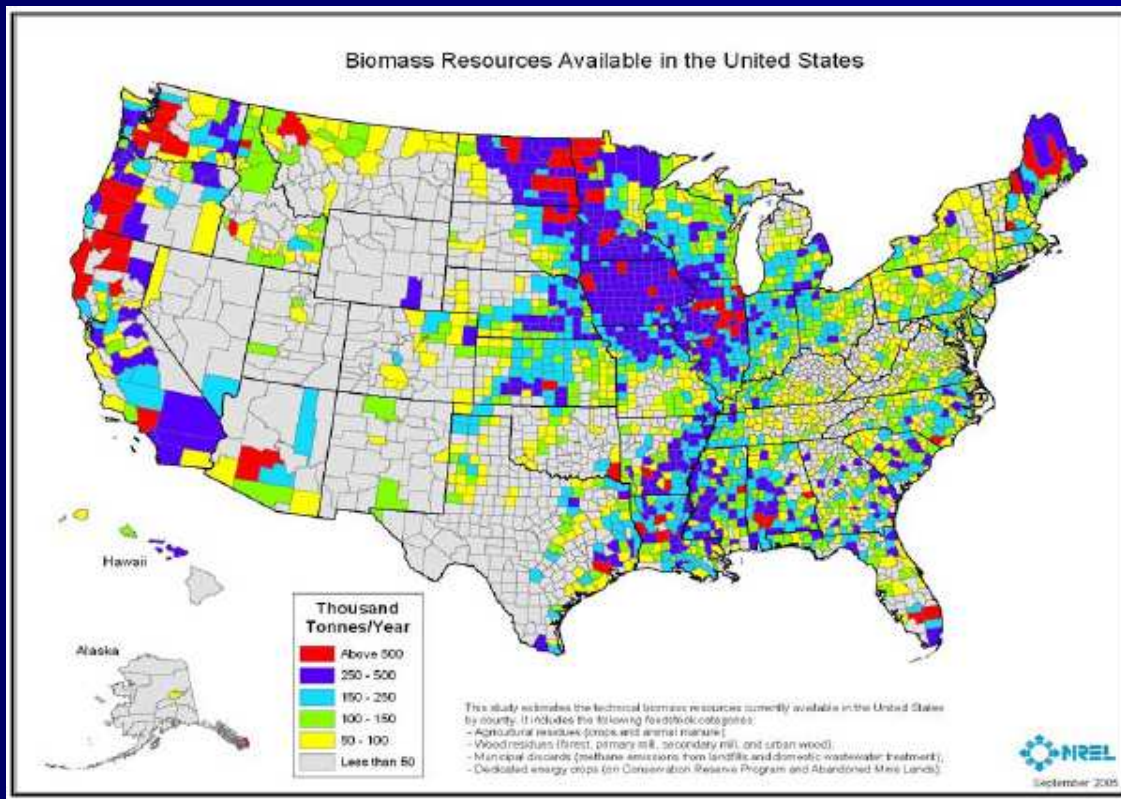 Biomass Resources Available in the United States
Hawaii
Alaska
Thousand
Tonnes/Year
Above 500
250 - 500
150 - 250
100 - 150
50 - 100
Less than 50
This study estimates the technical biomass resources currently available in the United States
by county. It includes the following feedstock categories:
- Agricultural residues (crops and animal manure);
- Wood residues (forest, primary mill, secondary mill, and urban wood);
- Municipal discards (methane emissions from landfills and domestic wastewater treatment);
- Dedicated energy crops (on Conservation Reserve Program and Abandoned Mine Lands).
NREL
September 2005